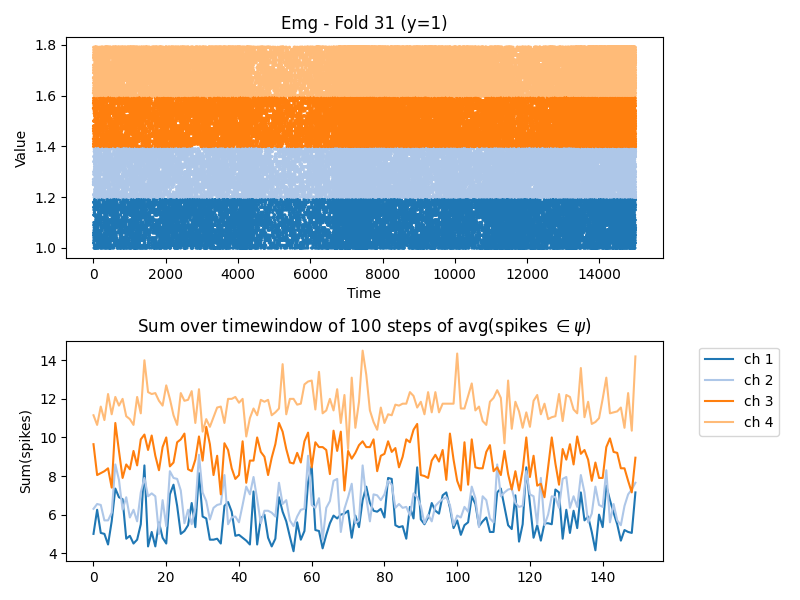 Emg - Fold 31 (y=1)
Value
1.8
1.6
1.4
1.2
1.0
0 2000 4000 6000 8000 10000 12000 14000
Time
Sum over timewindow of 100 steps of avg(spikes ∈ ψ)
Sum(spikes)
14
12
10
8
6
4
0 20 40 60 80 100 120 140
ch 1
ch 2
ch 3
ch 4